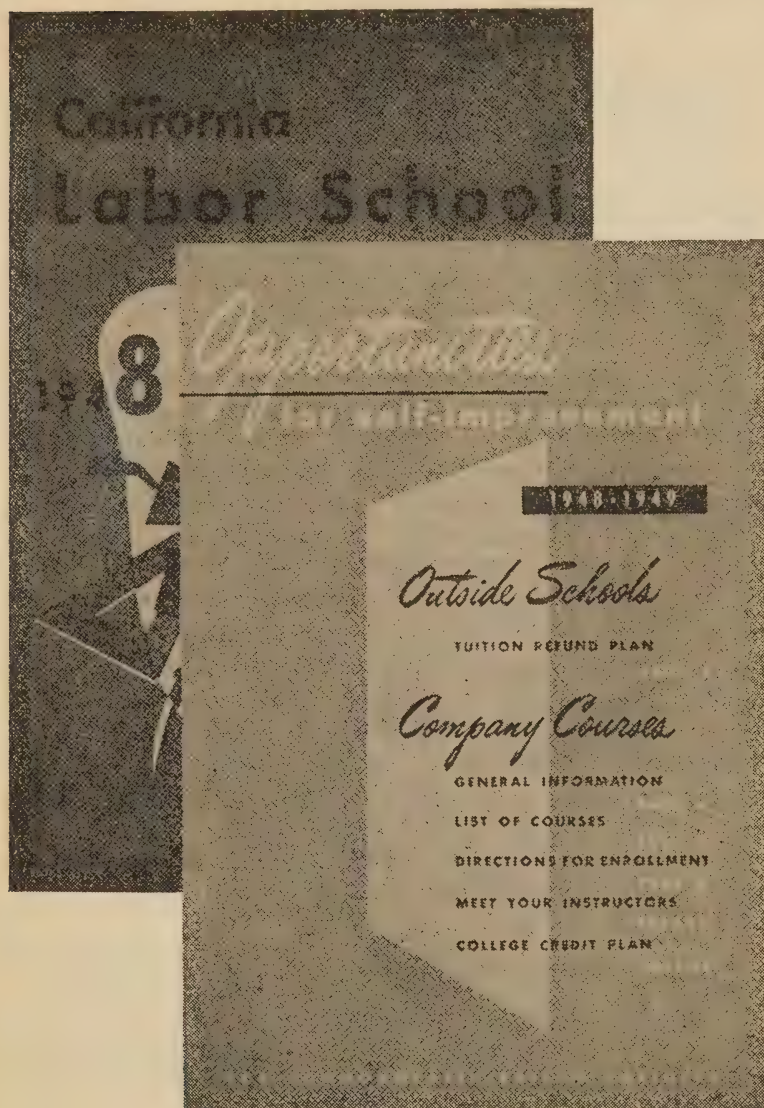 California
Labor School
1948
Opportunities
for self-improvement
1948-1949
Outside Schools
TUITION REFUND PLAN
Company Courses
GENERAL INFORMATION
LIST OF COURSES
DIRECTIONS FOR ENROLLMENT
MEET YOUR INSTRUCTORS
COLLEGE CREDIT PLAN